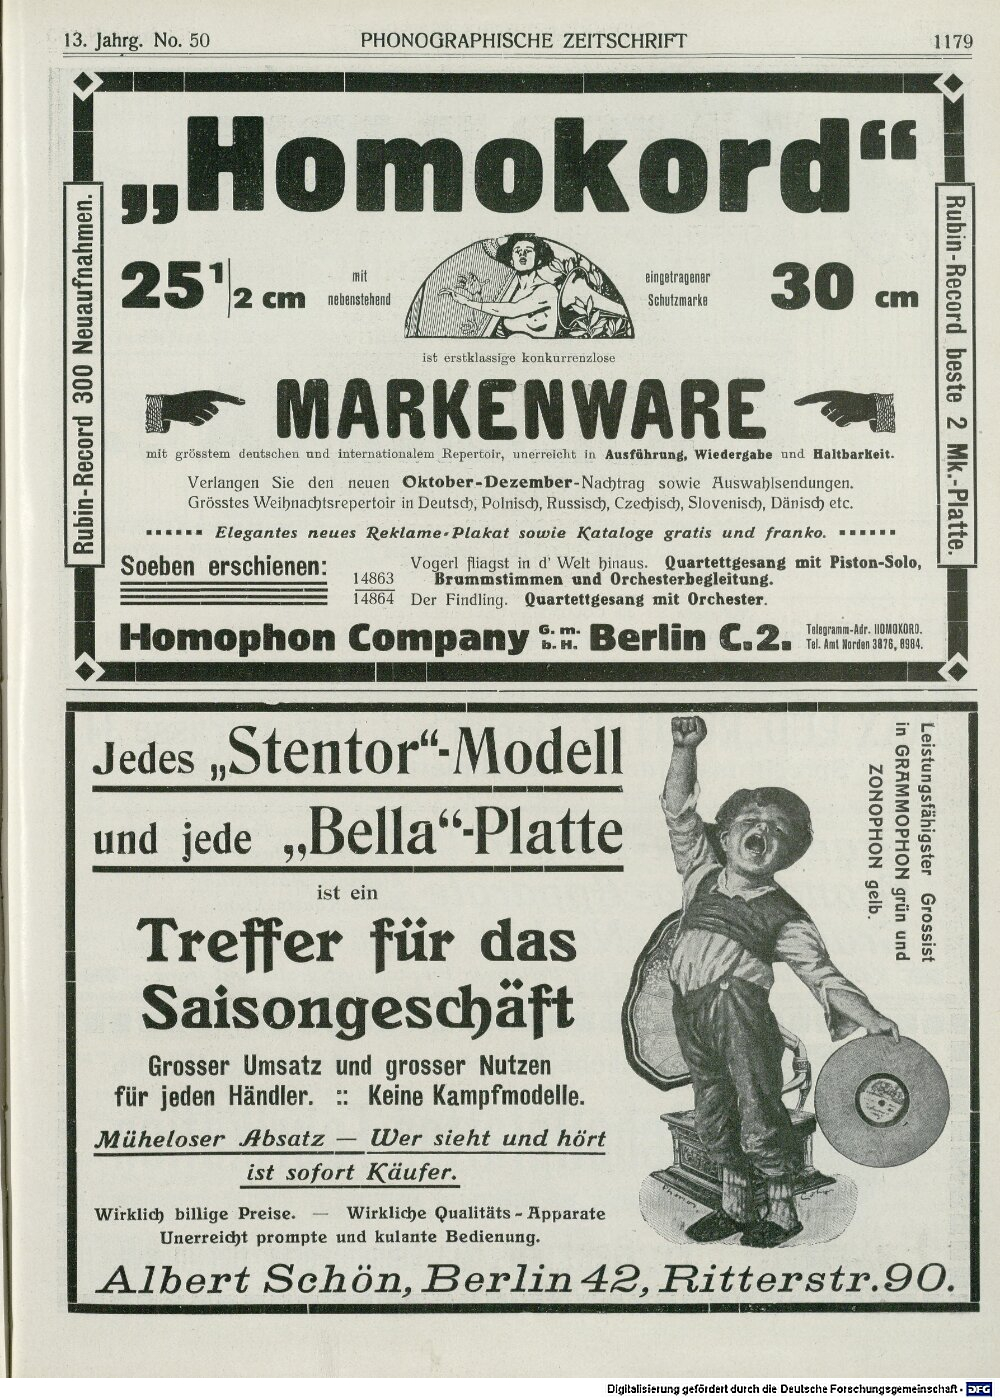 13. Jahrg. No. 50 PHONOGRAPHISCHE ZEITSCHRIFT 1179
„Homokord“
Rubin-Record 300 Neuaufnahmen.
25 1/2 cm
mit
nebenstehend
eingetragener
Schutzmarke
30 cm
Rubin-Record beste 2 Mk.-Platte.
ist erstklassige konkurrenzlose
MARKENWARE
mit grösstem deutschen und internationalem Repertoir, unerreicht in Ausführung, Wiedergabe und Haltbarkeit.
Verlangen Sie den neuen Oktober-Dezember-Nachtrag sowie Auswahlsendungen.
Grösstes Weihnachtsrepertoir in Deutsch, Polnisch, Russisch, Czechisch, Slovenisch, Dänisch etc.
Elegantes neues Reklame-Plakat sowie Kataloge gratis und franko.
Soeben erschienen:
14863
14864
Vogerl fliagst in d' Welt hinaus. Quartettgesang mit Piston-Solo,
Brummstimmen und Orchesterbegleitung.
Der Findling. Quartettgesang mit Orchester.
Homophon Company G. m. b. H. Berlin C.2.
Telegramm-Adr. HOMOKORD.
Tel. Amt Norden 3876, 8984.
Jedes „Stentor“-Modell
und jede „Bella“-Platte
ist ein
Treffer für das
Saisongeschäft
Grosser Umsatz und grosser Nutzen
für jeden Händler. :: Keine Kampfmodelle.
Müheloser Absatz — Wer sieht und hört
ist sofort Käufer.
Wirklich billige Preise. — Wirkliche Qualitäts-Apparate
Unerreicht prompte und kulante Bedienung.
Leistungsfähigster Grossist
in GRAMMOPHON grün und
ZONOPHON gelb.
Albert Schön, Berlin 42, Ritterstr. 90.
Digitalisierung gefördert durch die Deutsche Forschungsgemeinschaft - DFG